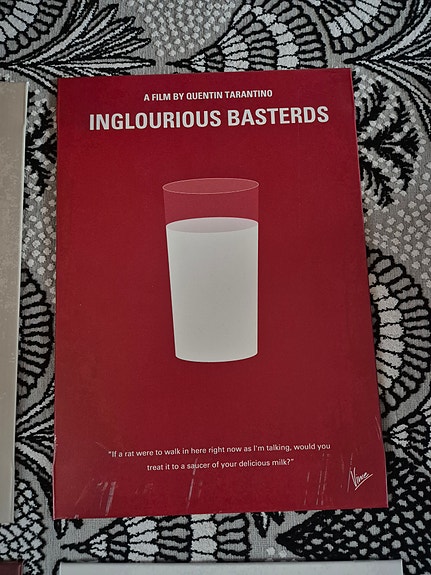 A FILM BY QUENTIN TARANTINO
INGLOURIOUS BASTERDS
"If a rat were to walk in here right now as I'm talking, would you
treat it to a saucer of your delicious milk?"